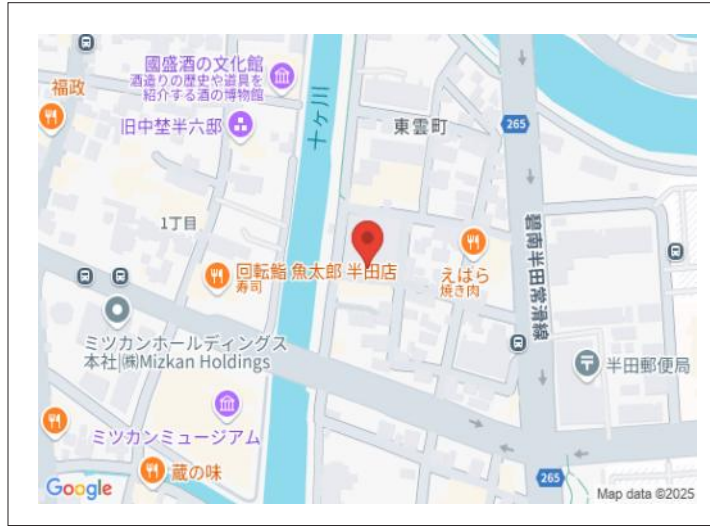 國盛酒の文化館
酒造りの歴史や道具を
紹介する酒の博物館
福政
旧中埜半六邸
十ヶ川
東雲町
265
1丁目
碧南半田常滑線
回転鮨 魚太郎 半田店
寿司
えばら
焼き肉
ミツカンホールディングス
本社|㈱Mizkan Holdings
半田郵便局
ミツカンミュージアム
蔵の味
265
Google
Map data ©2025